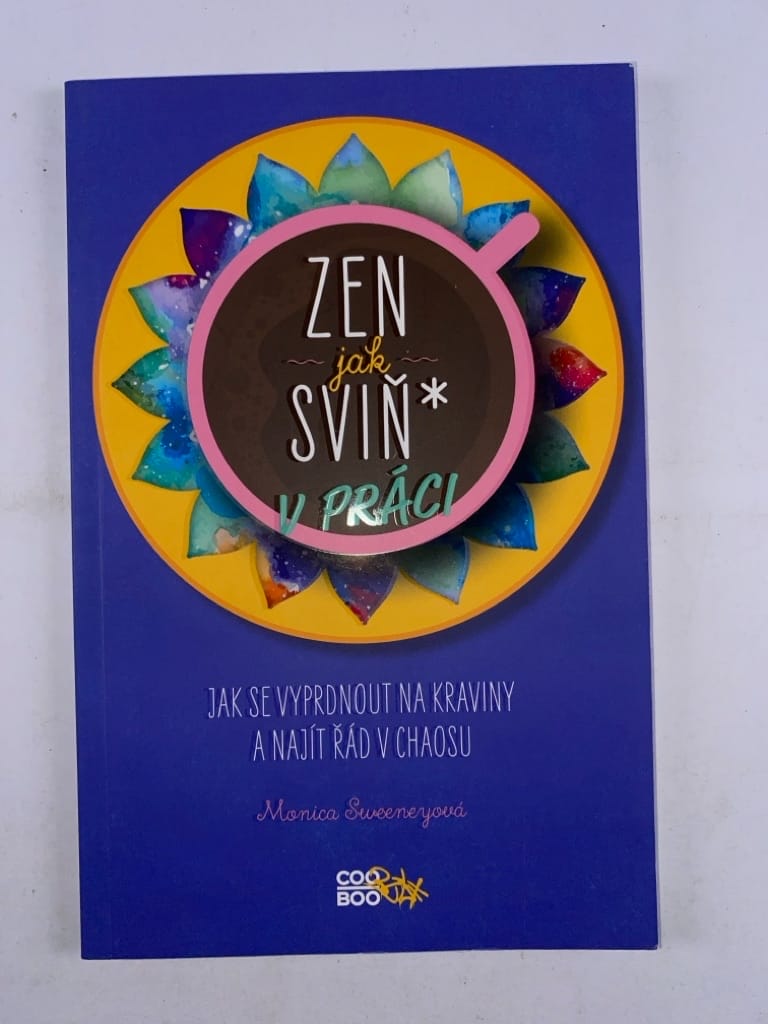 ZEN
jak
SVIŇ*
V PRÁCI
JAK SE VYPRDNOUT NA KRAVINY
A NAJÍT ŘÁD V CHAOSU
Monica Sweeneyová
COO
BOO